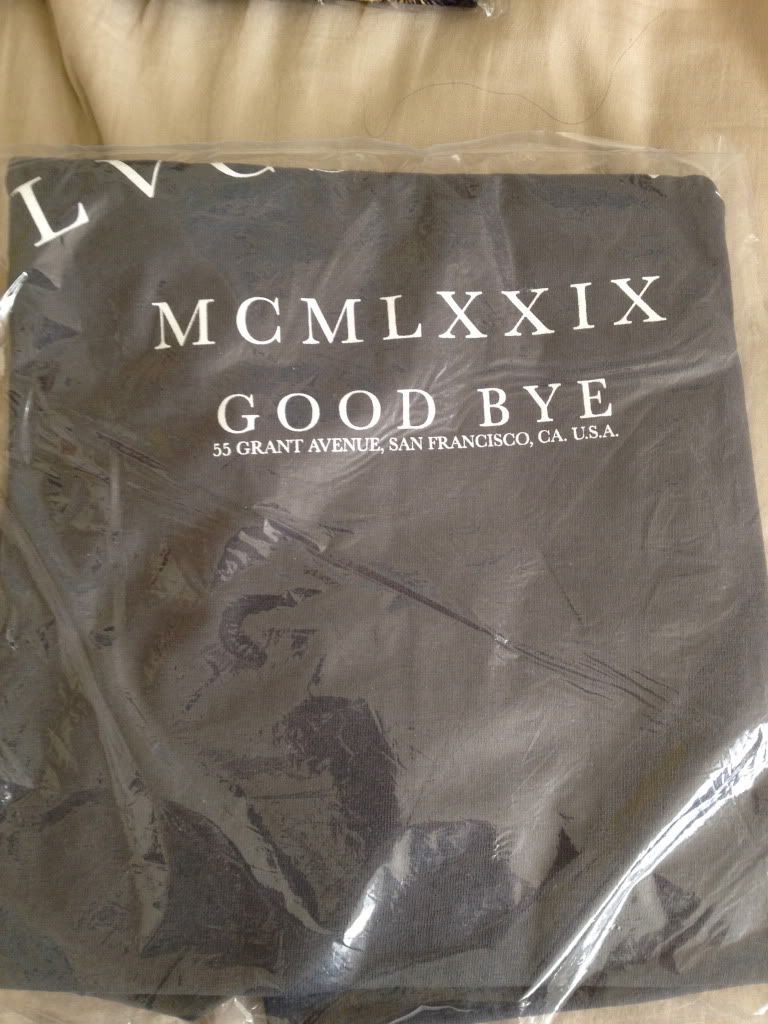 MCMLXXIX
GOOD BYE
55 GRANT AVENUE, SAN FRANCISCO, CA. U.S.A.